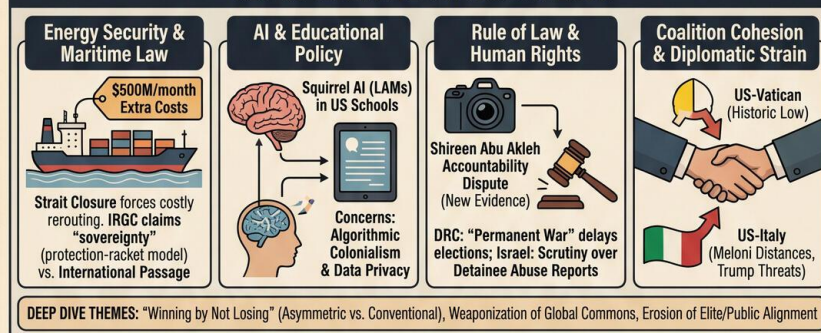 Energy Security &
Maritime Law
$500M/month
Extra Costs
Strait Closure forces costly
rerouting. IRGC claims
"sovereignty"
(protection-racket model)
vs. International Passage
AI & Educational
Policy
Squirrel AI (LAMs)
in US Schools
Concerns:
Algorithmic
Colonialism
& Data Privacy
Rule of Law &
Human Rights
Shireen Abu Akleh
Accountability
Dispute
(New Evidence)
DRC: "Permanent War" delays
elections; Israel: Scrutiny over
Detainee Abuse Reports
Coalition Cohesion
& Diplomatic Strain
US-Vatican
(Historic Low)
US-Italy
(Meloni Distances,
Trump Threats)
DEEP DIVE THEMES: "Winning by Not Losing" (Asymmetric vs. Conventional), Weaponization of Global Commons, Erosion of Elite/Public Alignment